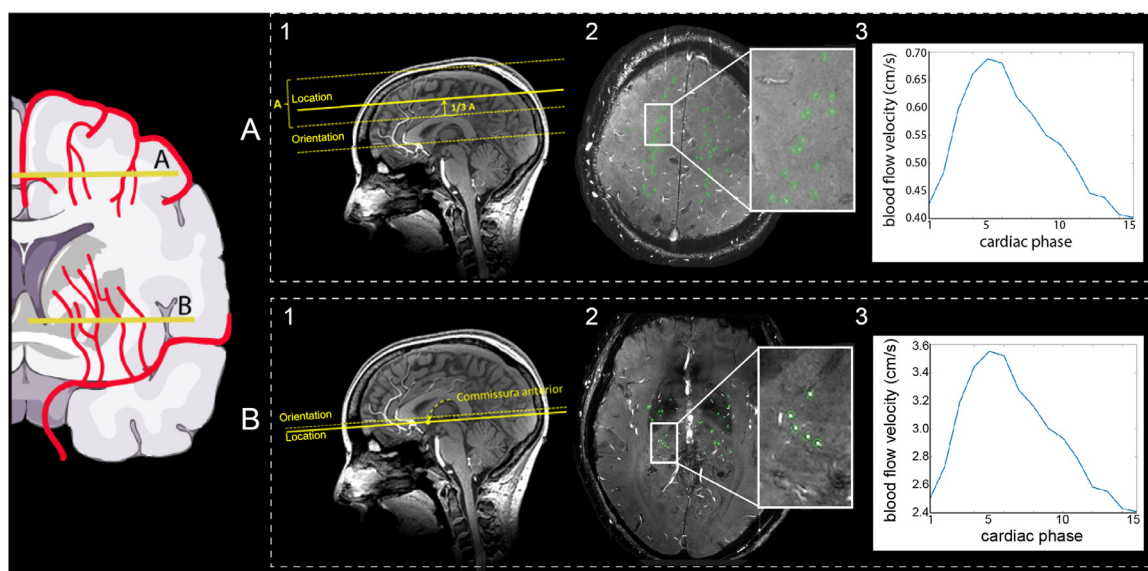 A
B
A
1
A
Location
1/3 A
Orientation
2
3
blood flow velocity (cm/s)
0.70
0.65
0.60
0.55
0.50
0.45
0.40
1
5
10
15
cardiac phase
B
1
Commissura anterior
Orientation
Location
2
3
blood flow velocity (cm/s)
3.6
3.4
3.2
3.0
2.8
2.6
2.4
1
5
10
15
cardiac phase